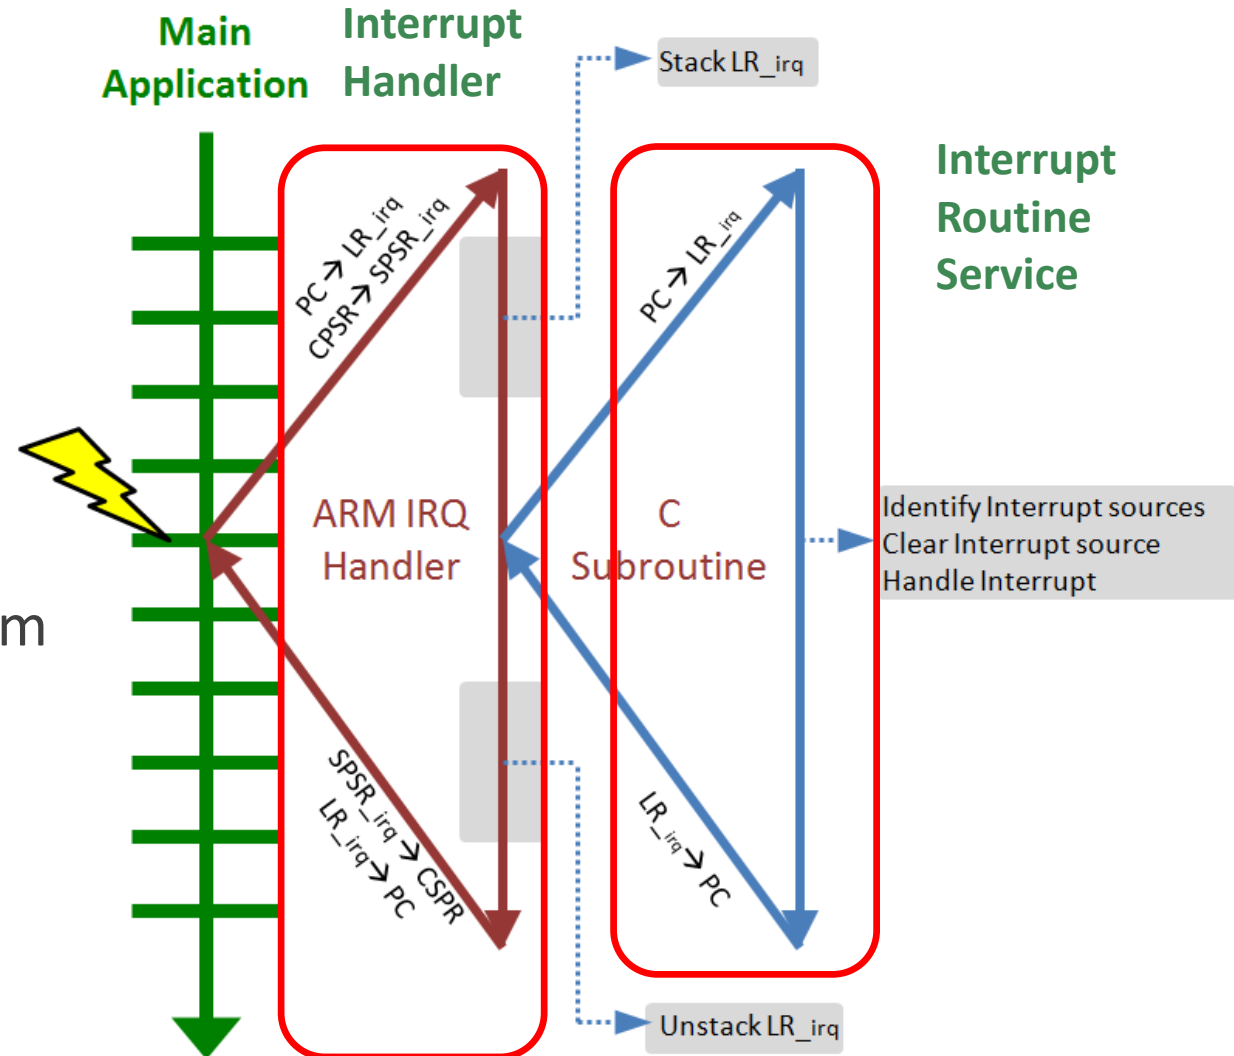 Main
Application
Interrupt
Handler
Stack LR_irq
Interrupt
Routine
Service
PC → LR_irq
CPSR → SPSR_irq
PC → LR_irq
ARM IRQ
Handler
C
Subroutine
Identify Interrupt sources
Clear Interrupt source
Handle Interrupt
m
SPSR_irq → CSPR
LR_irq → PC
LR_irq → PC
Unstack LR_irq